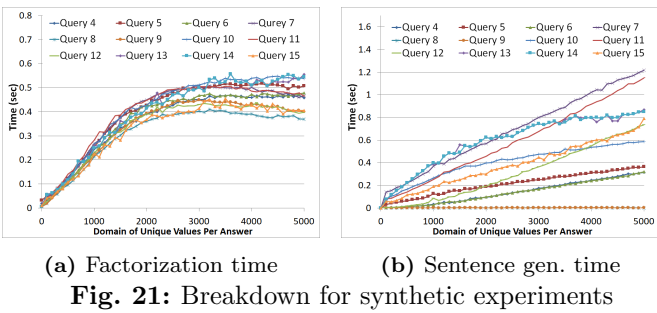 0.8
0.7
0.6
0.5
0.4
0.3
0.2
0.1
0
Time (sec)
Query 4 Query 5 Query 6 Qurey 7
Query 8 Query 9 Query 10 Query 11
Query 12 Query 13 Query 14 Query 15
0 1000 2000 3000 4000 5000
Domain of Unique Values Per Answer
(a) Factorization time
1.6
1.4
1.2
1
0.8
0.6
0.4
0.2
0
Time (sec)
Query 4 Query 5 Query 6 Qurey 7
Query 8 Query 9 Query 10 Query 11
Query 12 Query 13 Query 14 Query 15
0 1000 2000 3000 4000 5000
Domain of Unique Values Per Answer
(b) Sentence gen. time
Fig. 21: Breakdown for synthetic experiments